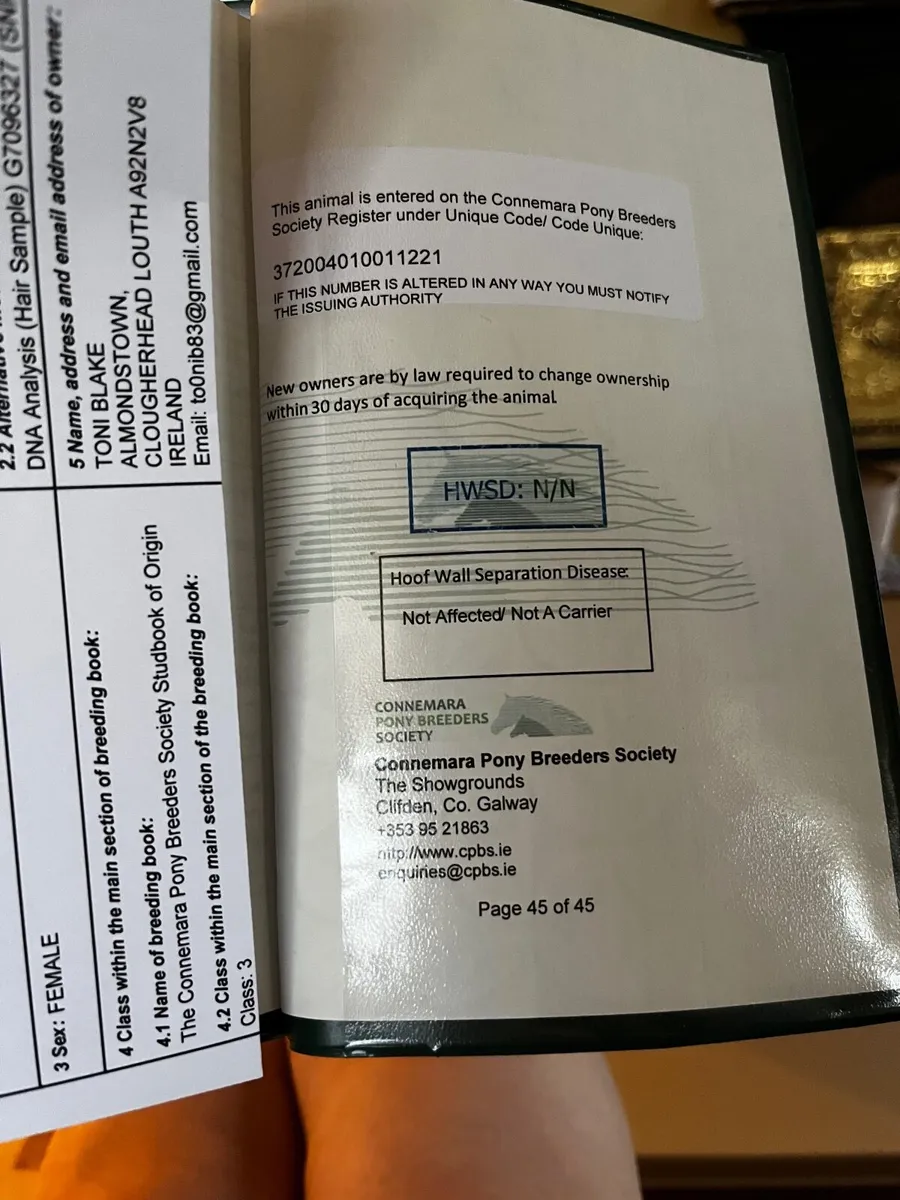 2.2 Alternative
DNA Analysis (Hair Sample) G7096327 (SNP
5 Name, address and email address of owner:
TONI BLAKE
ALMONDSTOWN,
CLOUGHERHEAD LOUTH A92N2V8
IRELAND
Email: to0nib83@gmail.com
3 Sex: FEMALE
4 Class within the main section of breeding book:
4.1 Name of breeding book:
The Connemara Pony Breeders Society Studbook of Origin
4.2 Class within the main section of the breeding book:
Class: 3
This animal is entered on the Connemara Pony Breeders
Society Register under Unique Code/ Code Unique:
372004010011221
IF THIS NUMBER IS ALTERED IN ANY WAY YOU MUST NOTIFY
THE ISSUING AUTHORITY
New owners are by law required to change ownership
within 30 days of acquiring the animal.
HWSD: N/N
Hoof Wall Separation Disease:
Not Affected/ Not A Carrier
CONNEMARA
PONY BREEDERS
SOCIETY
Connemara Pony Breeders Society
The Showgrounds
Clifden, Co. Galway
+353 95 21863
http://www.cpbs.ie
enquiries@cpbs.ie
Page 45 of 45